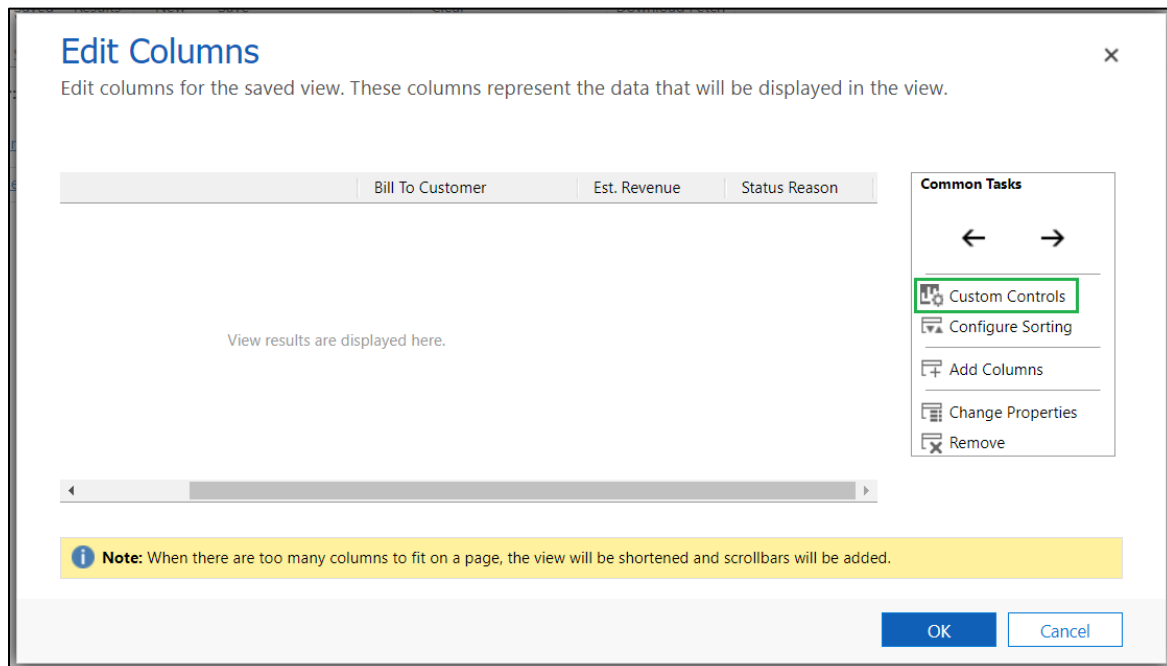 Edit Columns
Edit columns for the saved view. These columns represent the data that will be displayed in the view.
Bill To Customer Est. Revenue Status Reason
Common Tasks
Custom Controls
Configure Sorting
View results are displayed here.
Add Columns
Change Properties
Remove
Note: When there are too many columns to fit on a page, the view will be shortened and scrollbars will be added.
OK Cancel